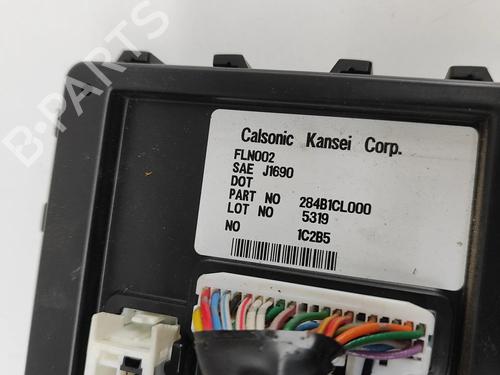 B-PARTS
Calsonic Kansei Corp.
FLN002
SAE J1690
DOT
PART NO 284B1CL000
LOT NO 5319
NO 1C2B5